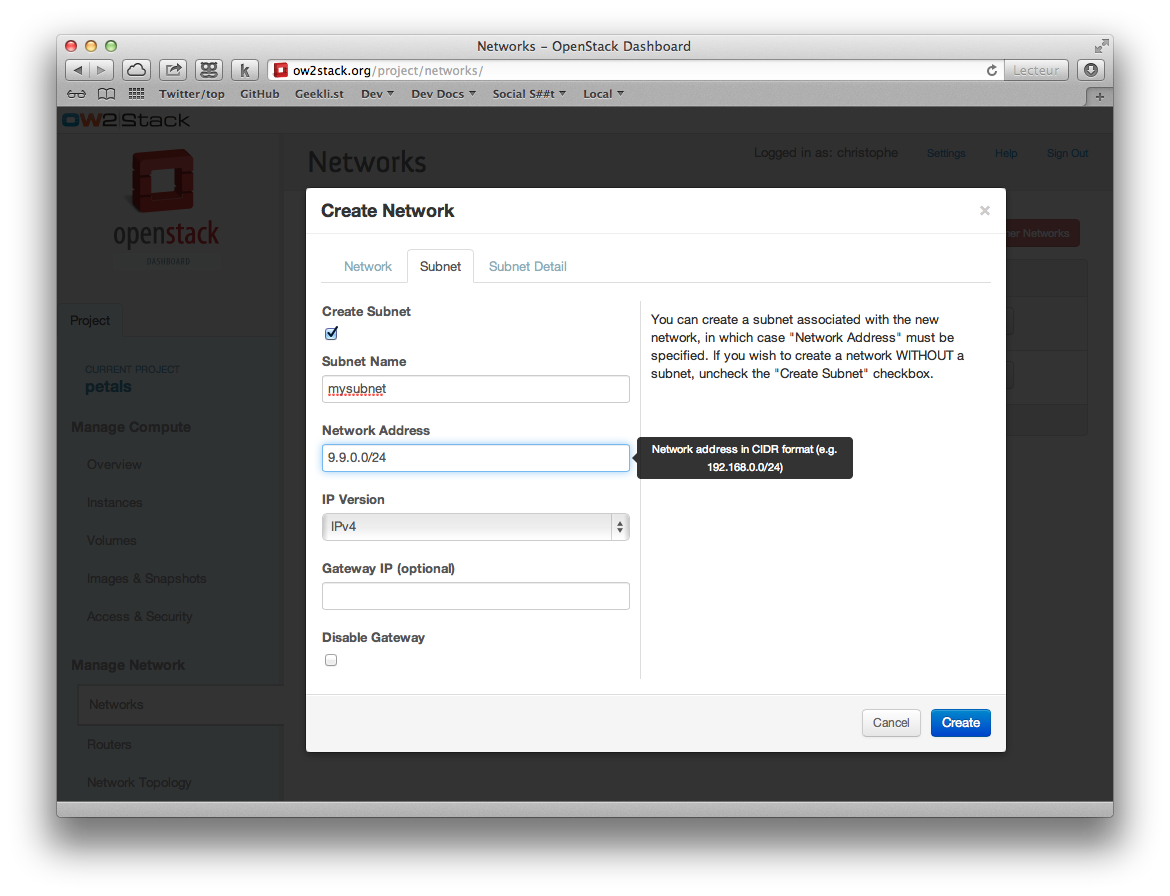 Networks – OpenStack Dashboard
ow2stack.org/project/networks/
Lecteur
Twitter/top GitHub Geekli.st Dev Dev Docs Social S##t Local
OW2Stack
openstack
DASHBOARD
Networks
Logged in as: christophe Settings Help Sign Out
Networks
Project
CURRENT PROJECT
petals
Manage Compute
Overview
Instances
Volumes
Images & Snapshots
Access & Security
Manage Network
Networks
Routers
Network Topology
Create Network
×
Network Subnet Subnet Detail
Create Subnet
Subnet Name
mysubnet
Network Address
9.9.0.0/24
IP Version
IPv4
Gateway IP (optional)
Disable Gateway
You can create a subnet associated with the new
network, in which case "Network Address" must be
specified. If you wish to create a network WITHOUT a
subnet, uncheck the "Create Subnet" checkbox.
Network address in CIDR format (e.g.
192.168.0.0/24)
Cancel Create